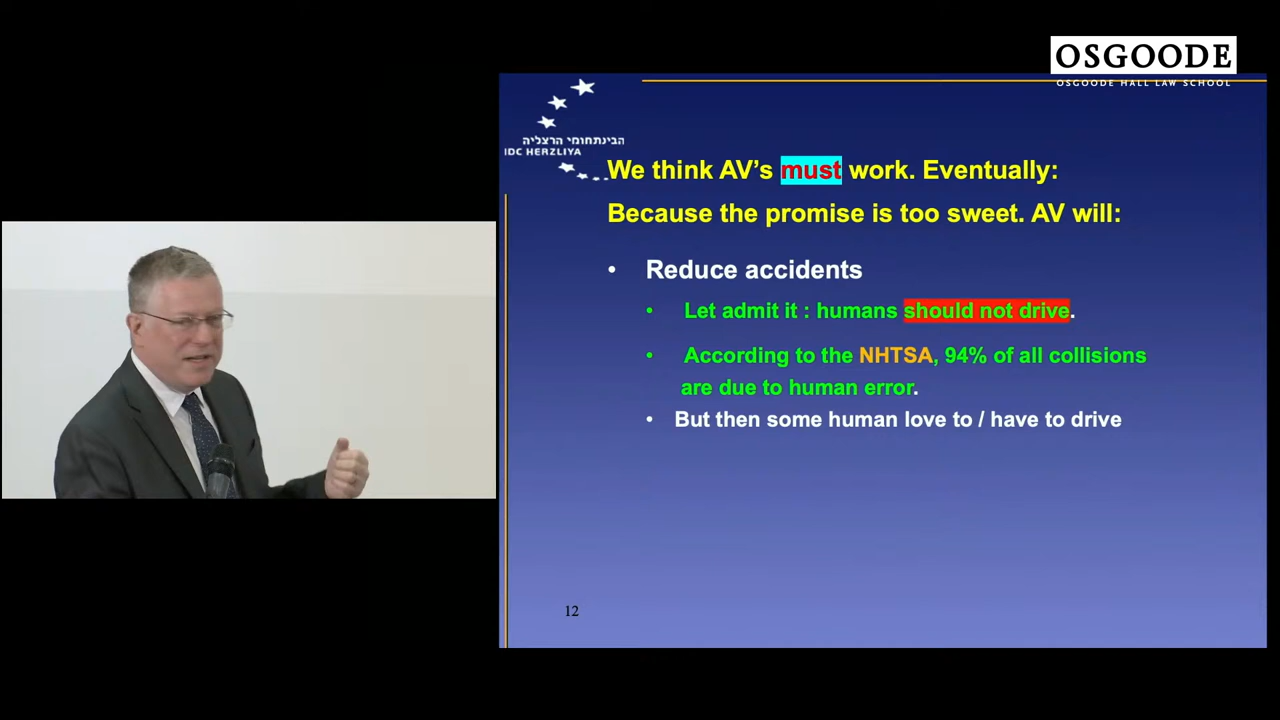 OSGOODE
OSGOODE HALL LAW SCHOOL
הבינתחומי הרצליה
IDC HERZLIYA
We think AV's must work. Eventually:
Because the promise is too sweet. AV will:
• Reduce accidents
• Let admit it : humans should not drive.
• According to the NHTSA, 94% of all collisions
are due to human error.
• But then some human love to / have to drive
12